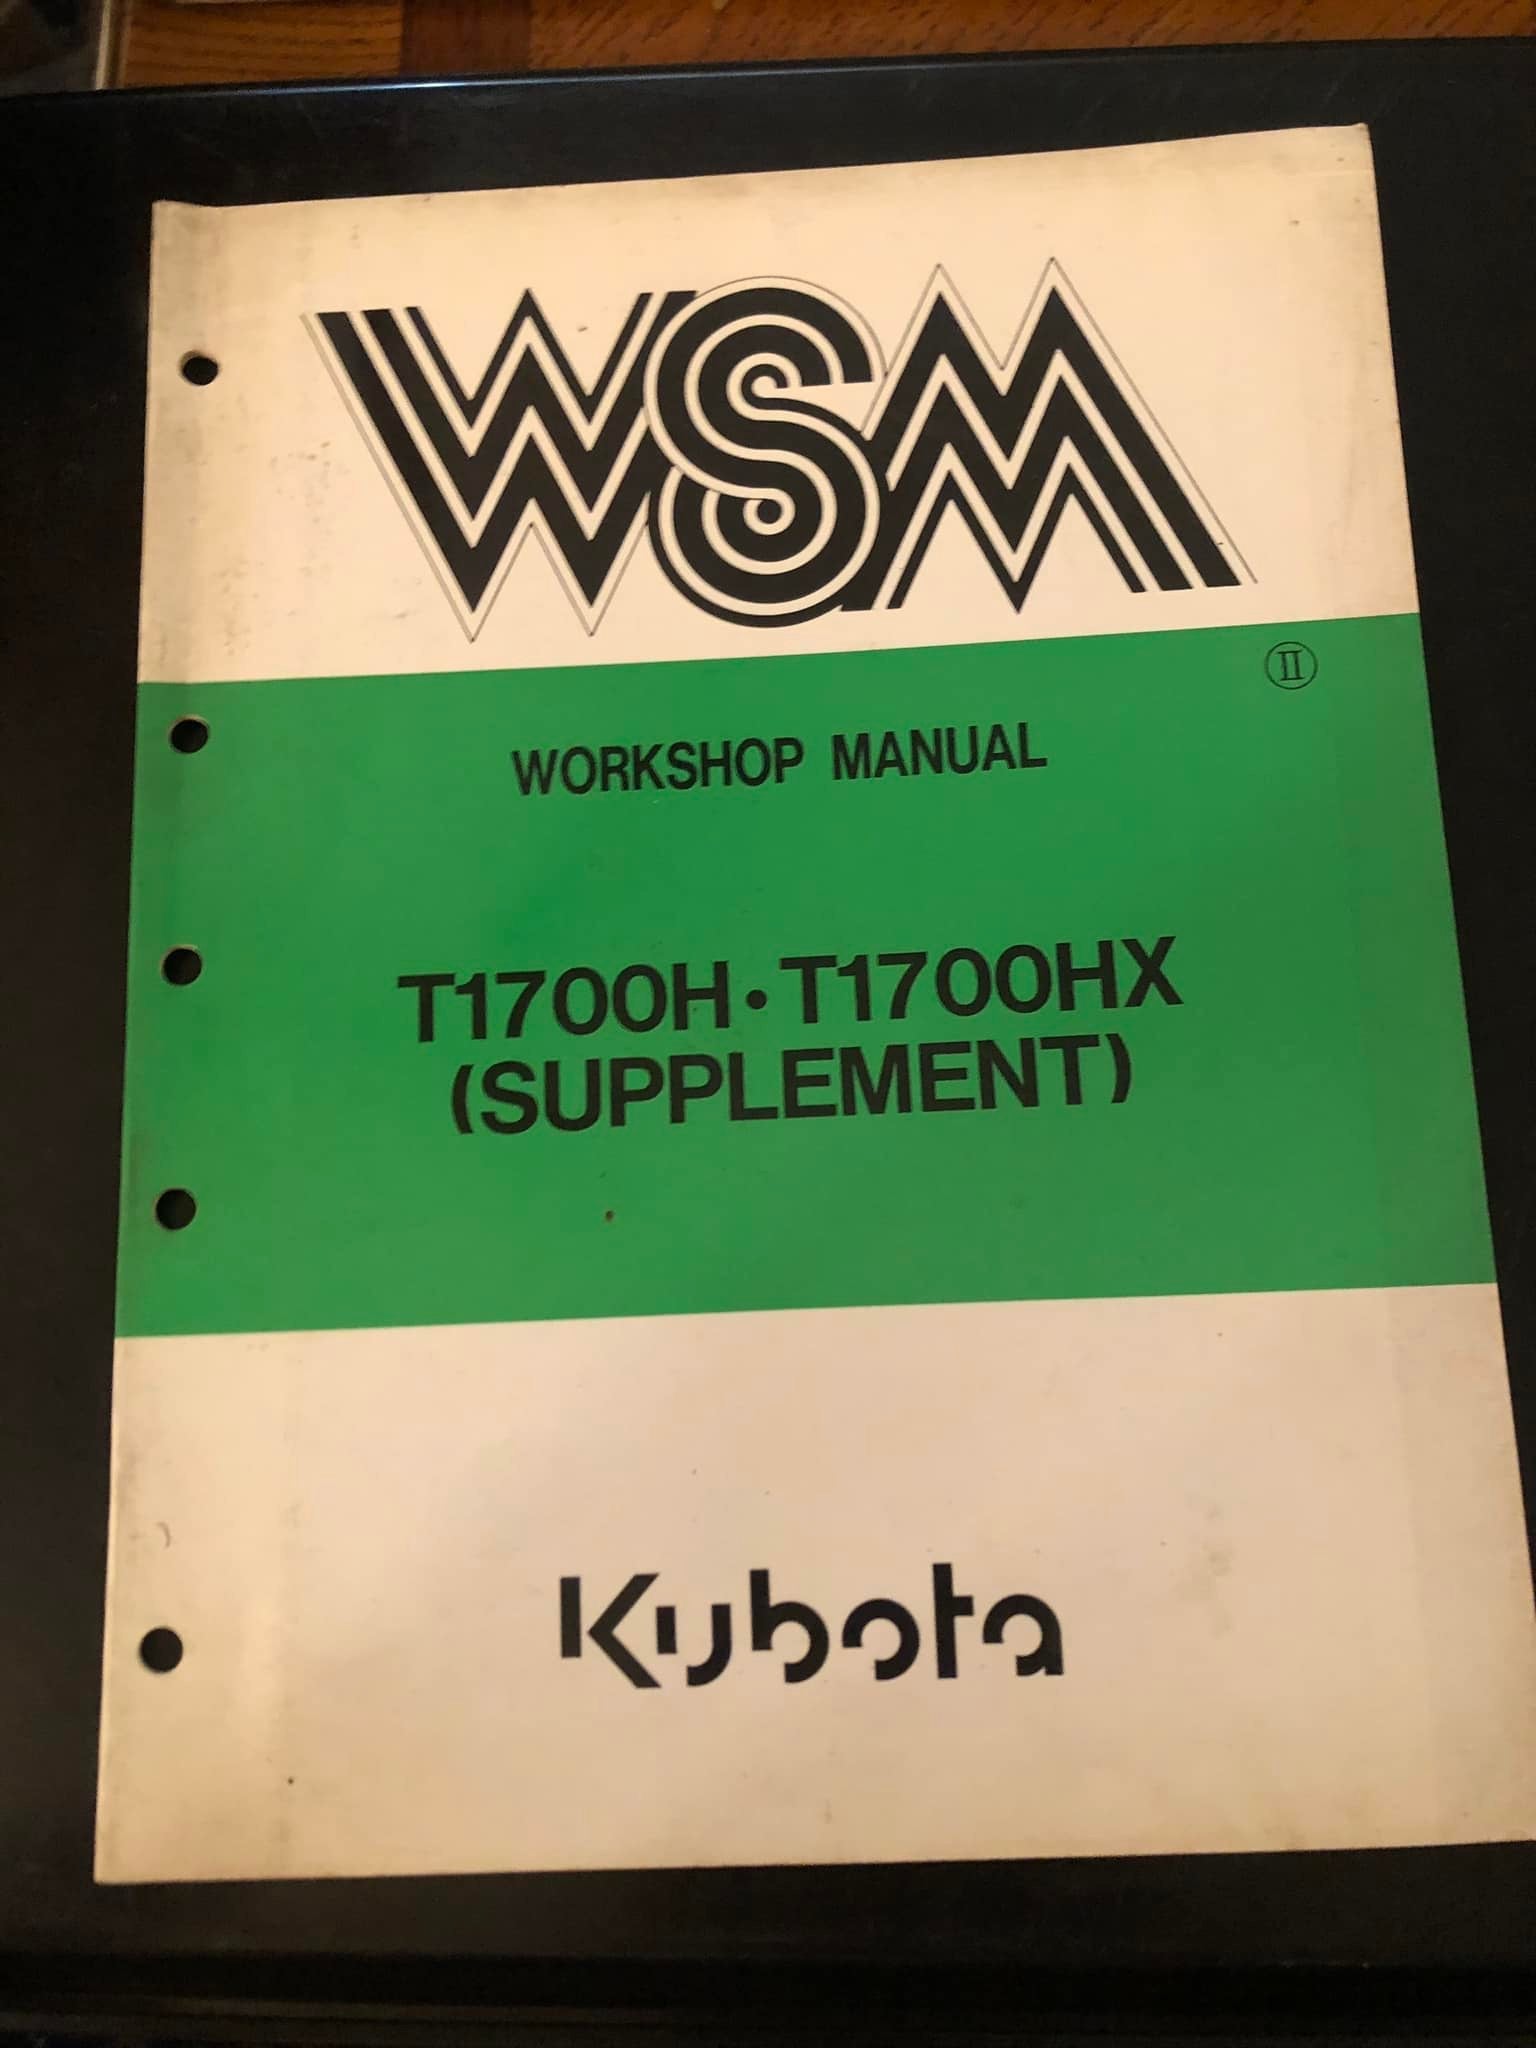 WSM
II
WORKSHOP MANUAL
T1700H·T1700HX
(SUPPLEMENT)
Kubota